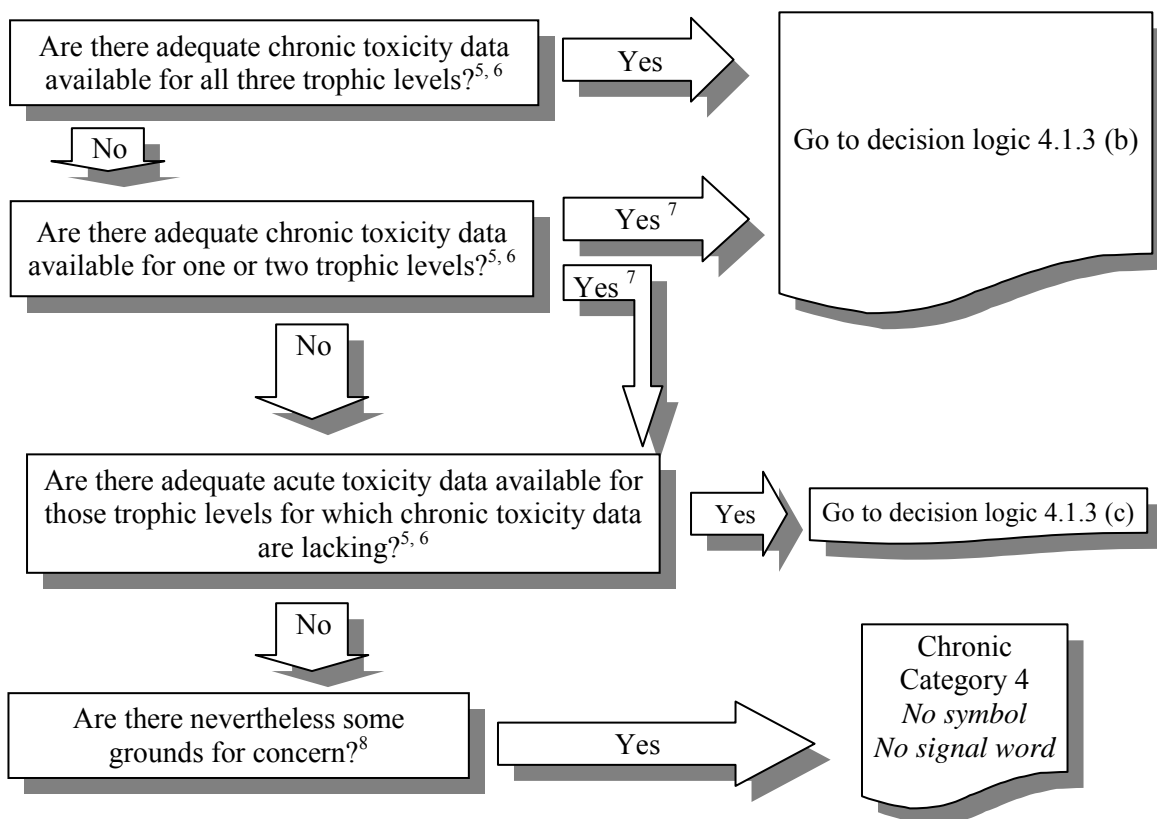 Are there adequate chronic toxicity data
available for all three trophic levels?5, 6
Yes
Go to decision logic 4.1.3 (b)
No
Are there adequate chronic toxicity data
available for one or two trophic levels?5, 6
Yes 7
Yes 7
No
Are there adequate acute toxicity data available for
those trophic levels for which chronic toxicity data
are lacking?5, 6
Yes
Go to decision logic 4.1.3 (c)
No
Are there nevertheless some
grounds for concern?8
Yes
Chronic
Category 4
No symbol
No signal word